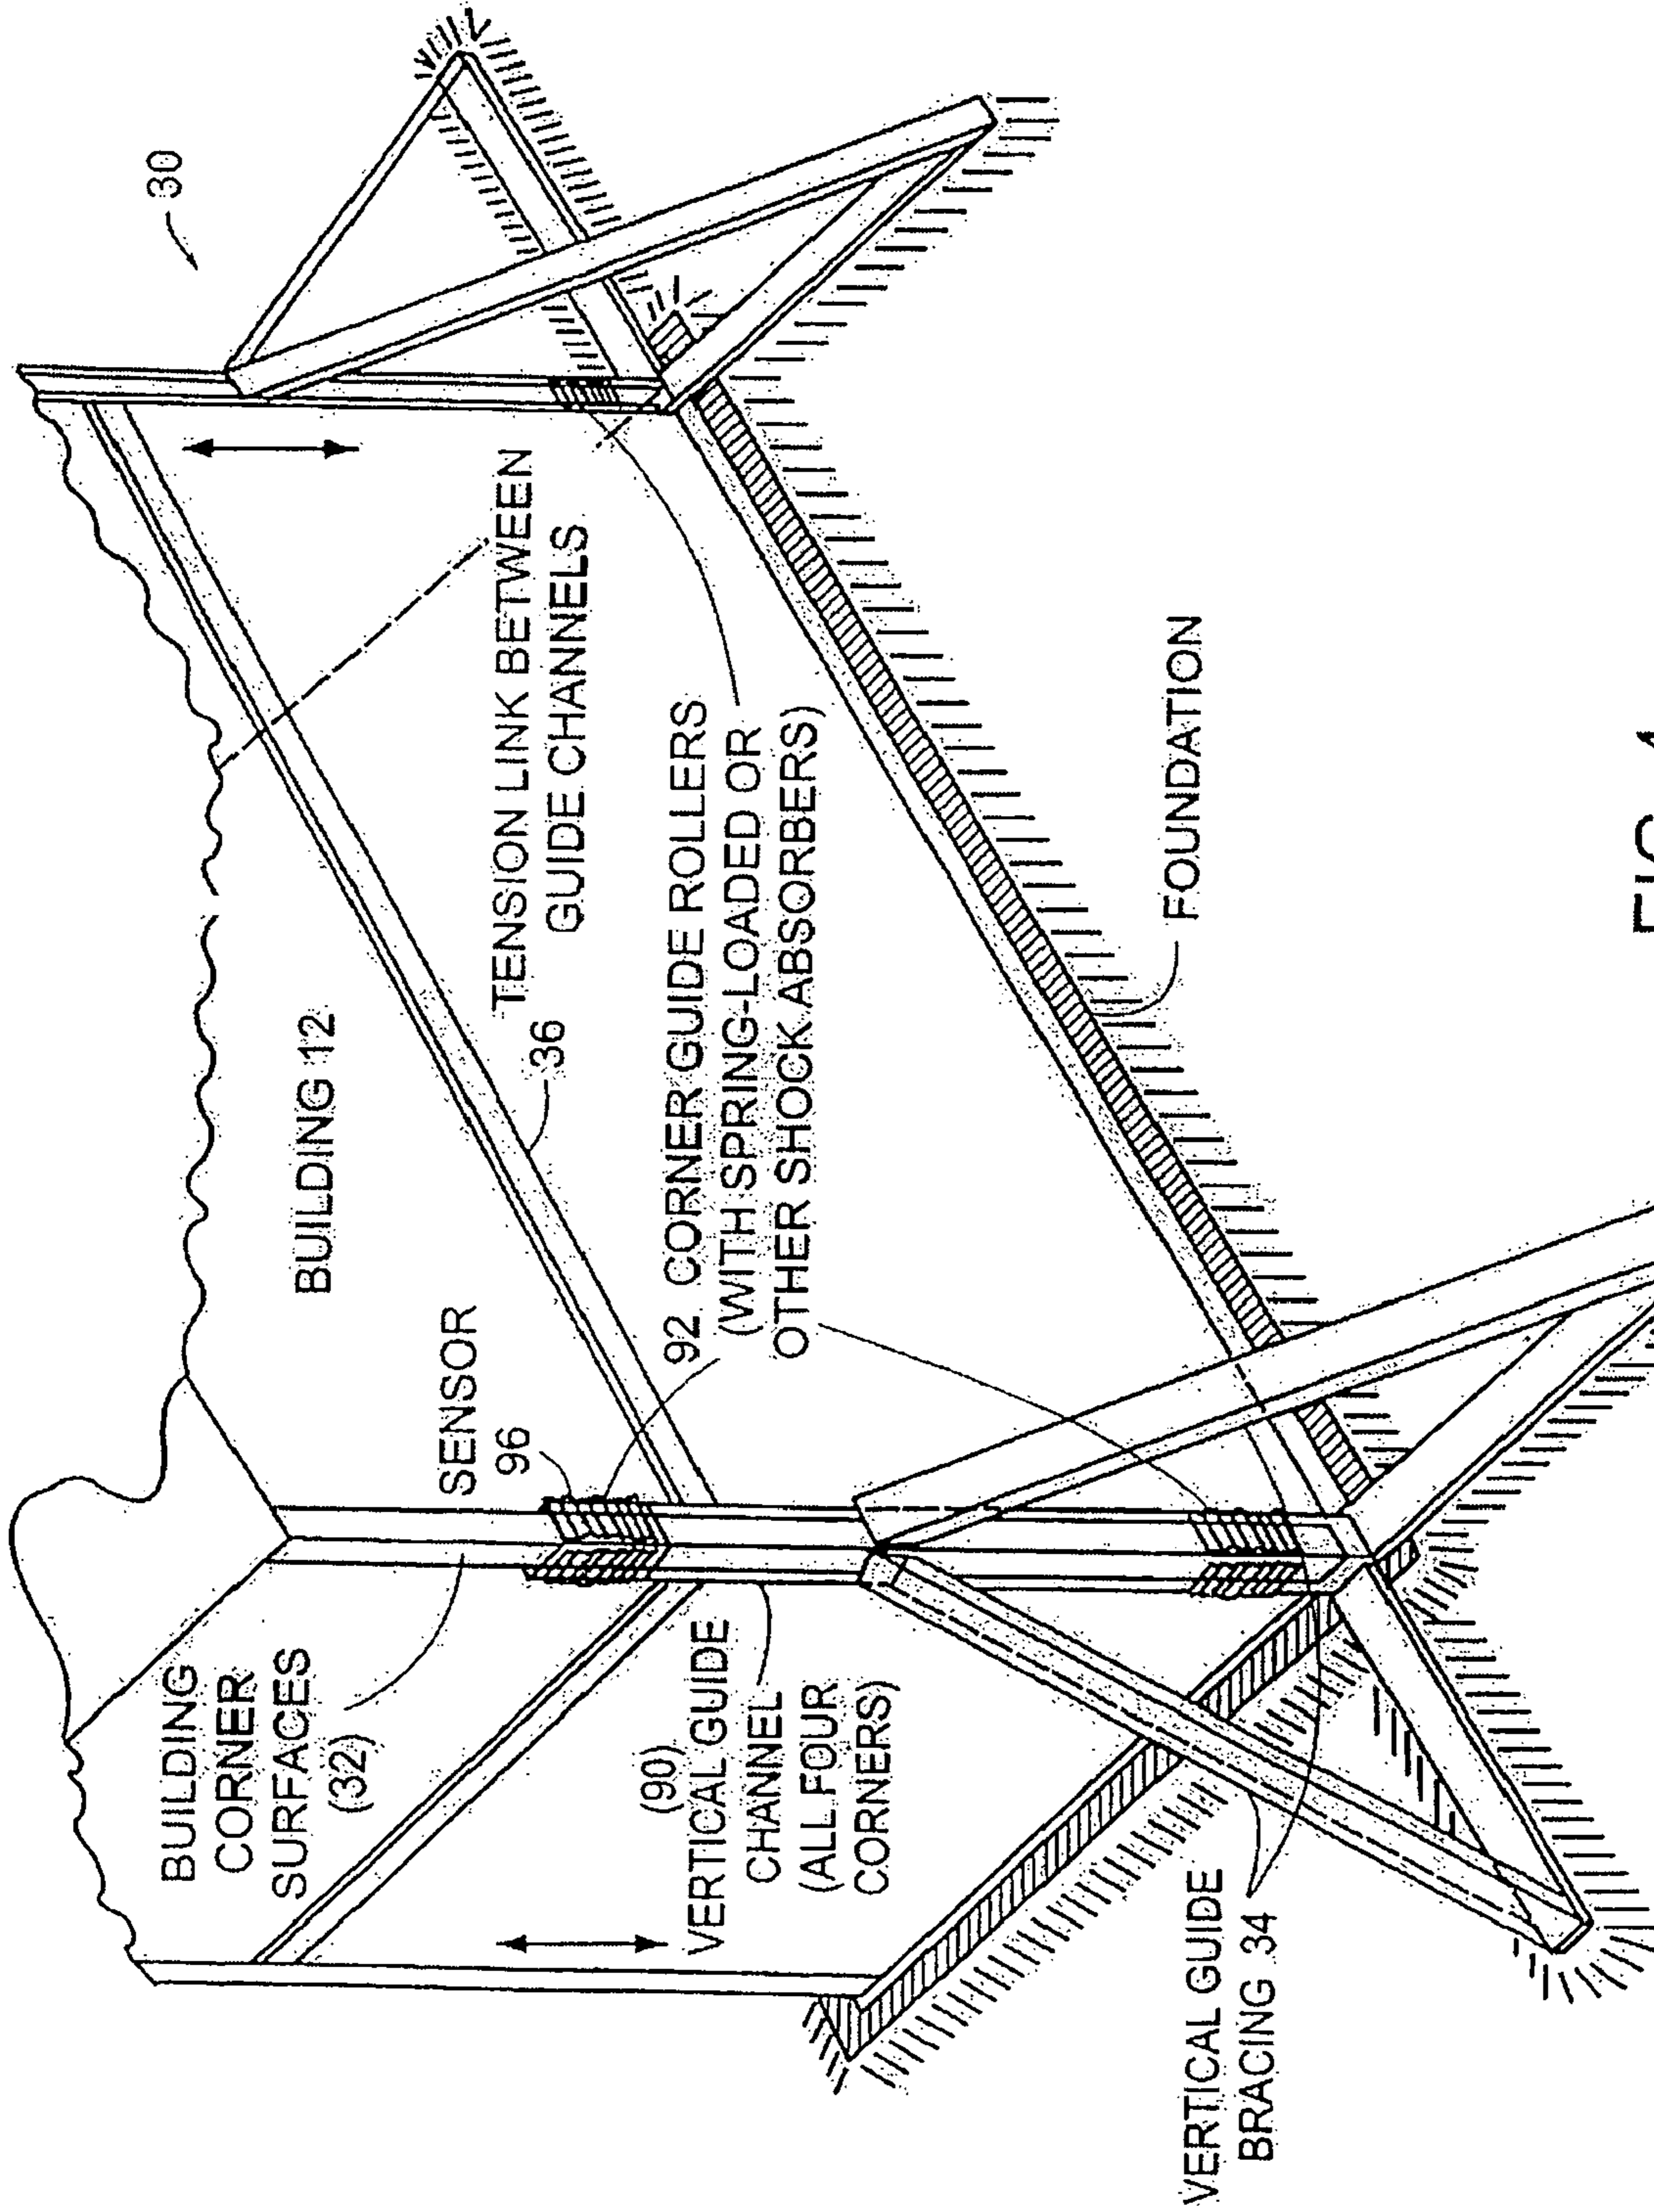 30
BUILDING 12
BUILDING
CORNER
SURFACES
(32)
SENSOR
96
TENSION LINK BETWEEN
36
GUIDE CHANNELS
(90)
VERTICAL GUIDE
CHANNEL
(ALL FOUR
CORNERS)
92 CORNER GUIDE ROLLERS
(WITH SPRING-LOADED OR
OTHER SHOCK ABSORBERS)
FOUNDATION
VERTICAL GUIDE
BRACING 34
FIG.